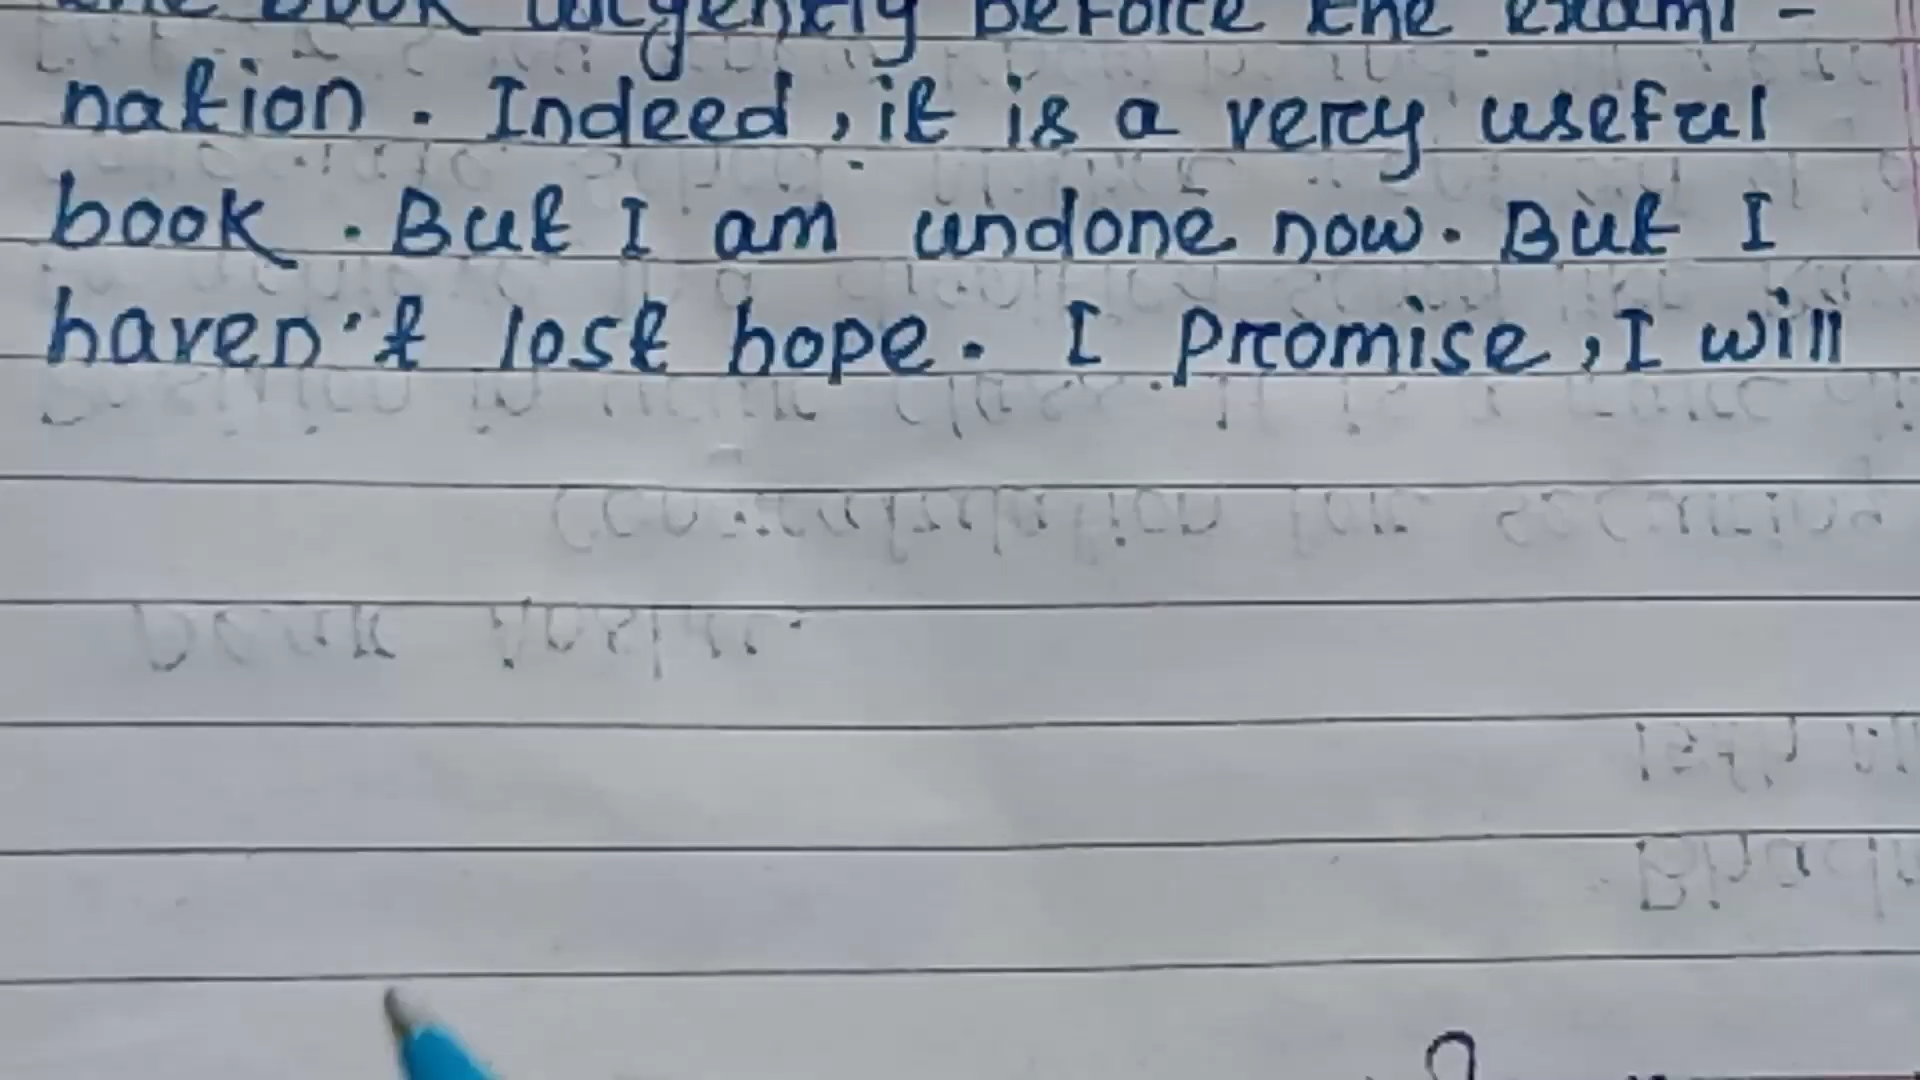 the book urgently before the exami-
nation. Indeed, it is a very useful
book. But I am undone now. But I
haven't lost hope. I promise, I will